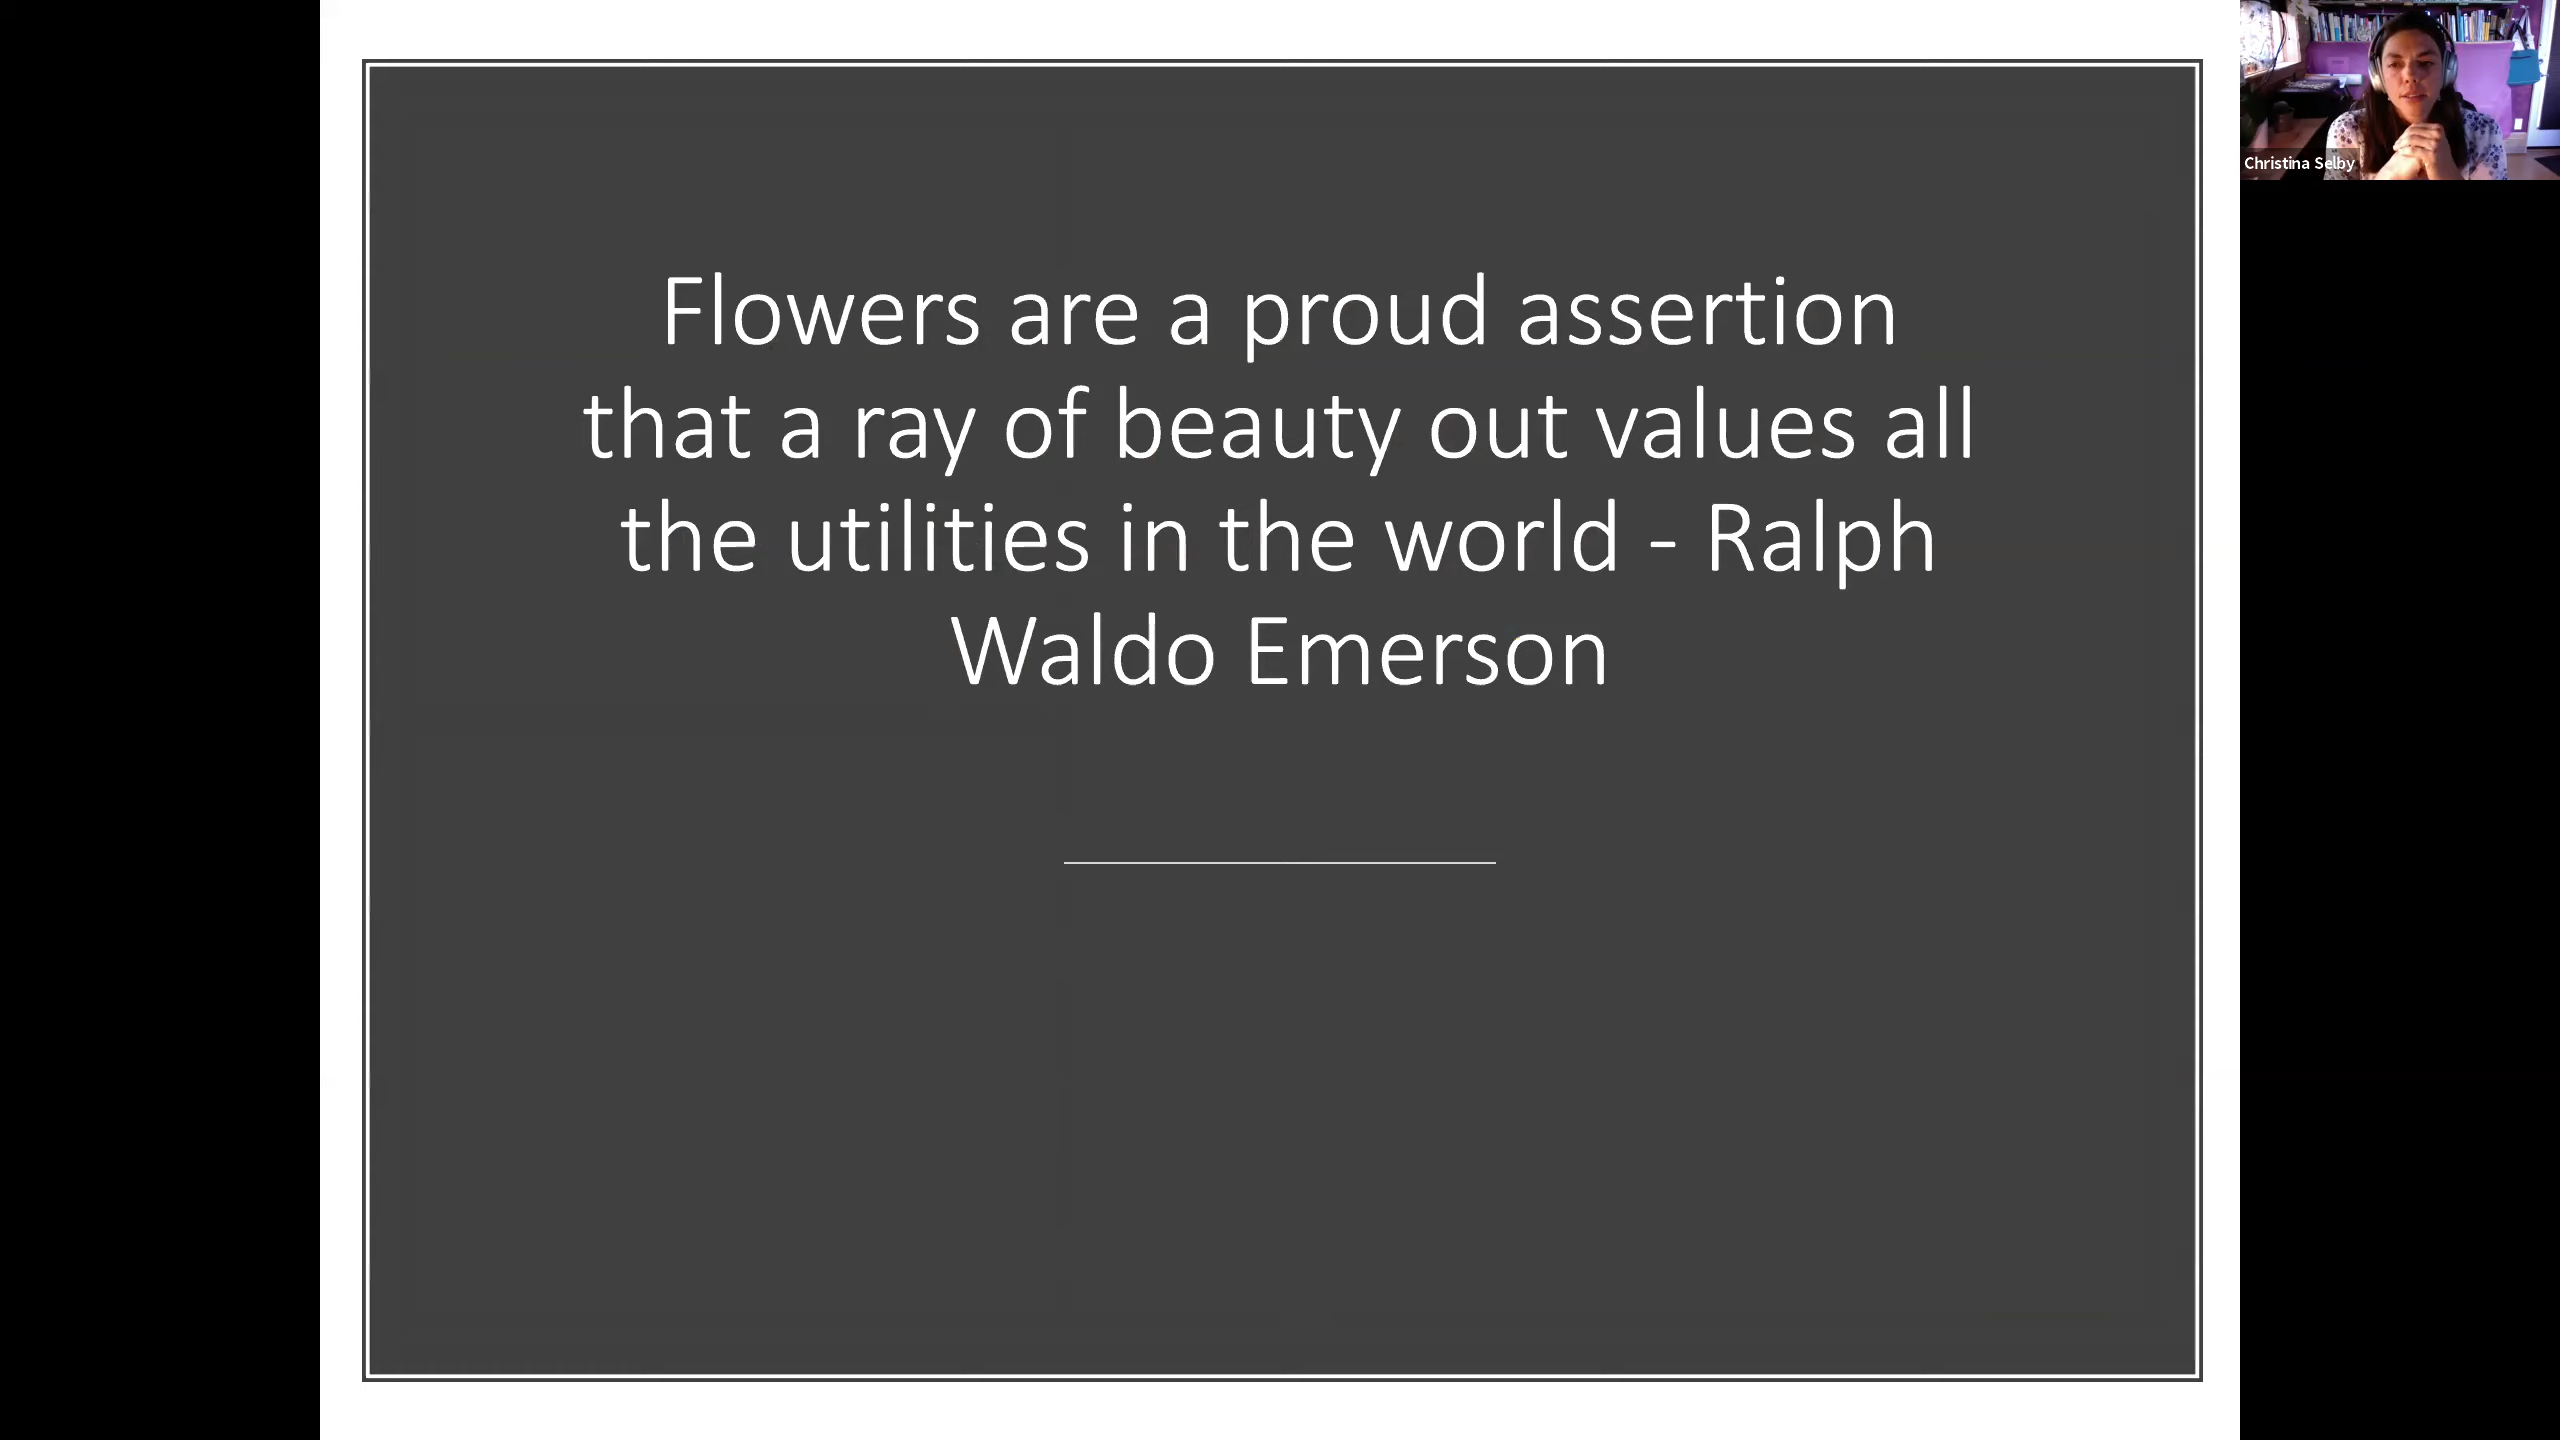 Flowers are a proud assertion
that a ray of beauty out values all
the utilities in the world - Ralph
Waldo Emerson
Christina Selby